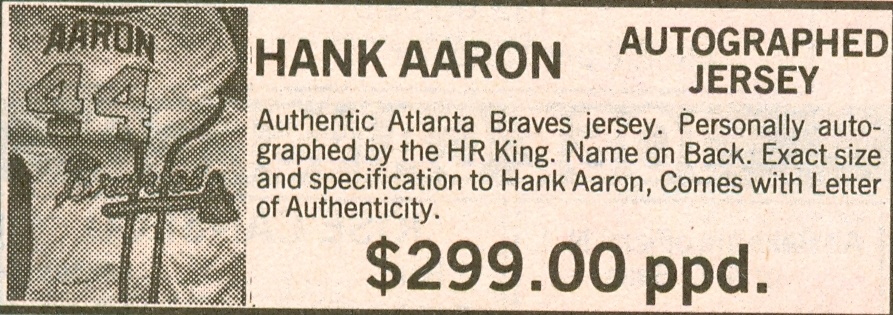 AARON
44
Braves
HANK AARON
AUTOGRAPHED
JERSEY
Authentic Atlanta Braves jersey. Personally auto-
graphed by the HR King. Name on Back. Exact size
and specification to Hank Aaron, Comes with Letter
of Authenticity.
$299.00 ppd.